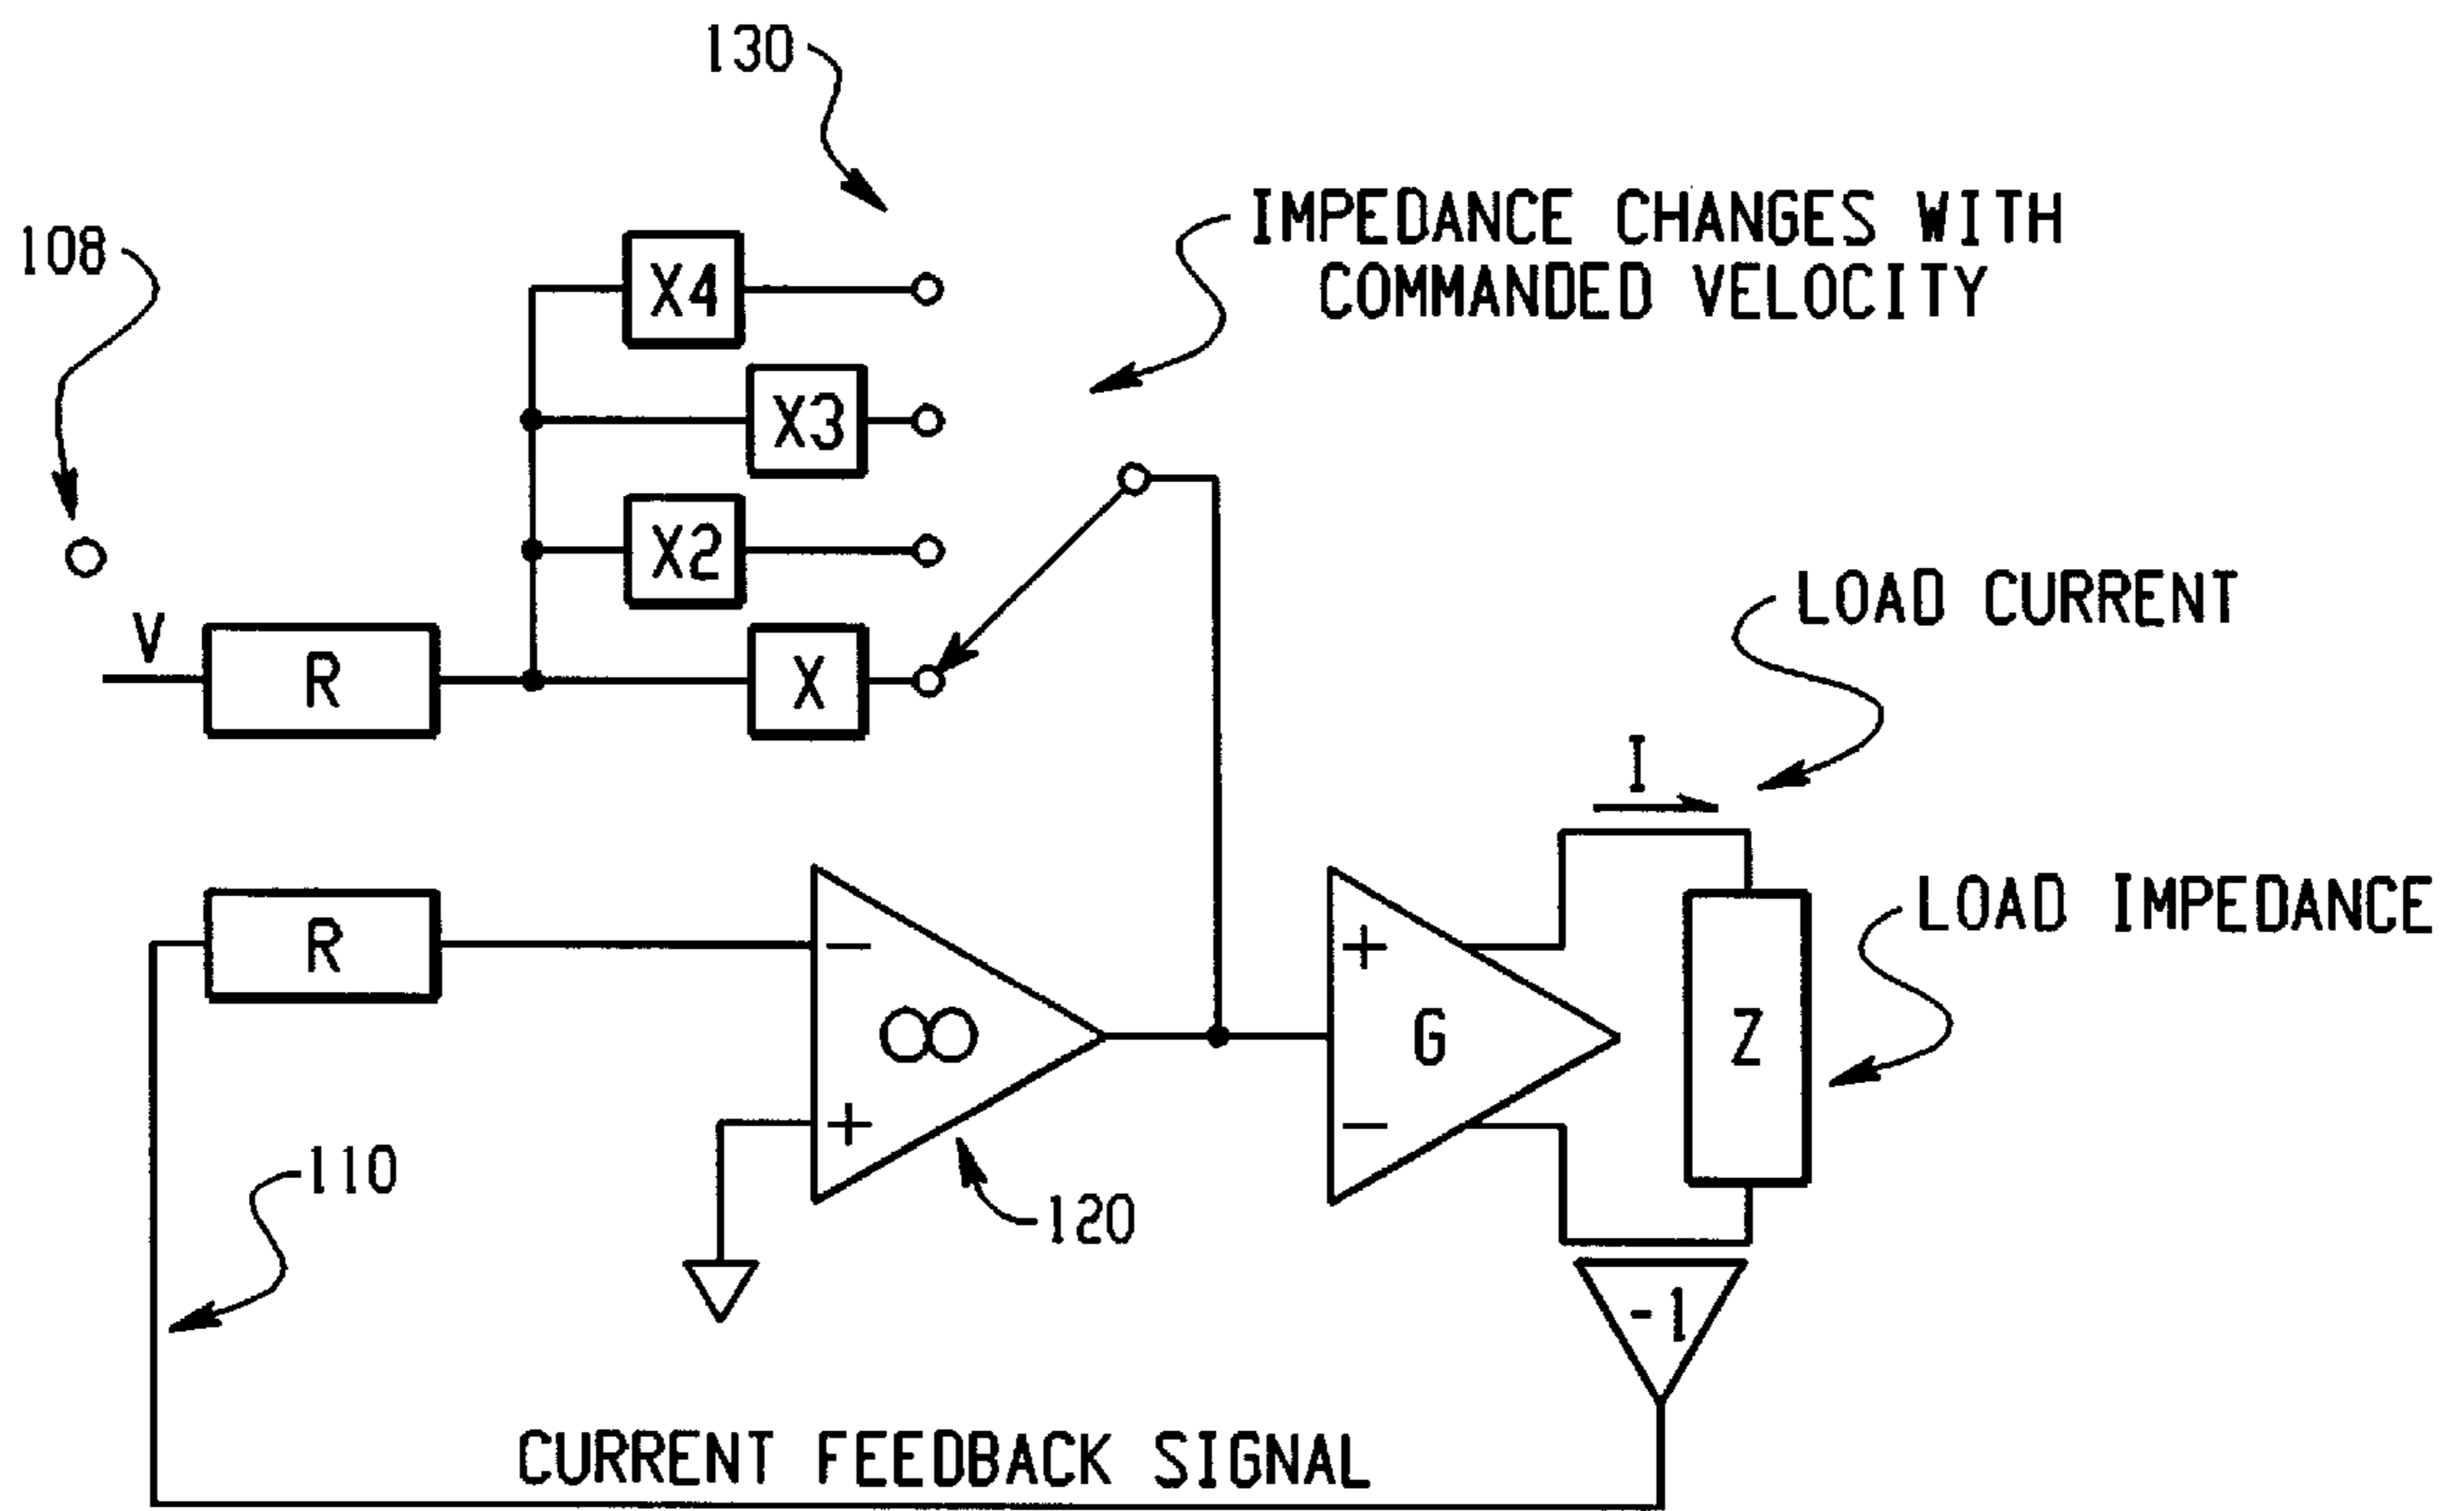 130
108
IMPEDANCE CHANGES WITH
COMMANDED VELOCITY
X4
X3
X2
V
R
X
LOAD CURRENT
I
LOAD IMPEDANCE
R
−
∞
+
+
G
−
Z
110
120
-1
CURRENT FEEDBACK SIGNAL